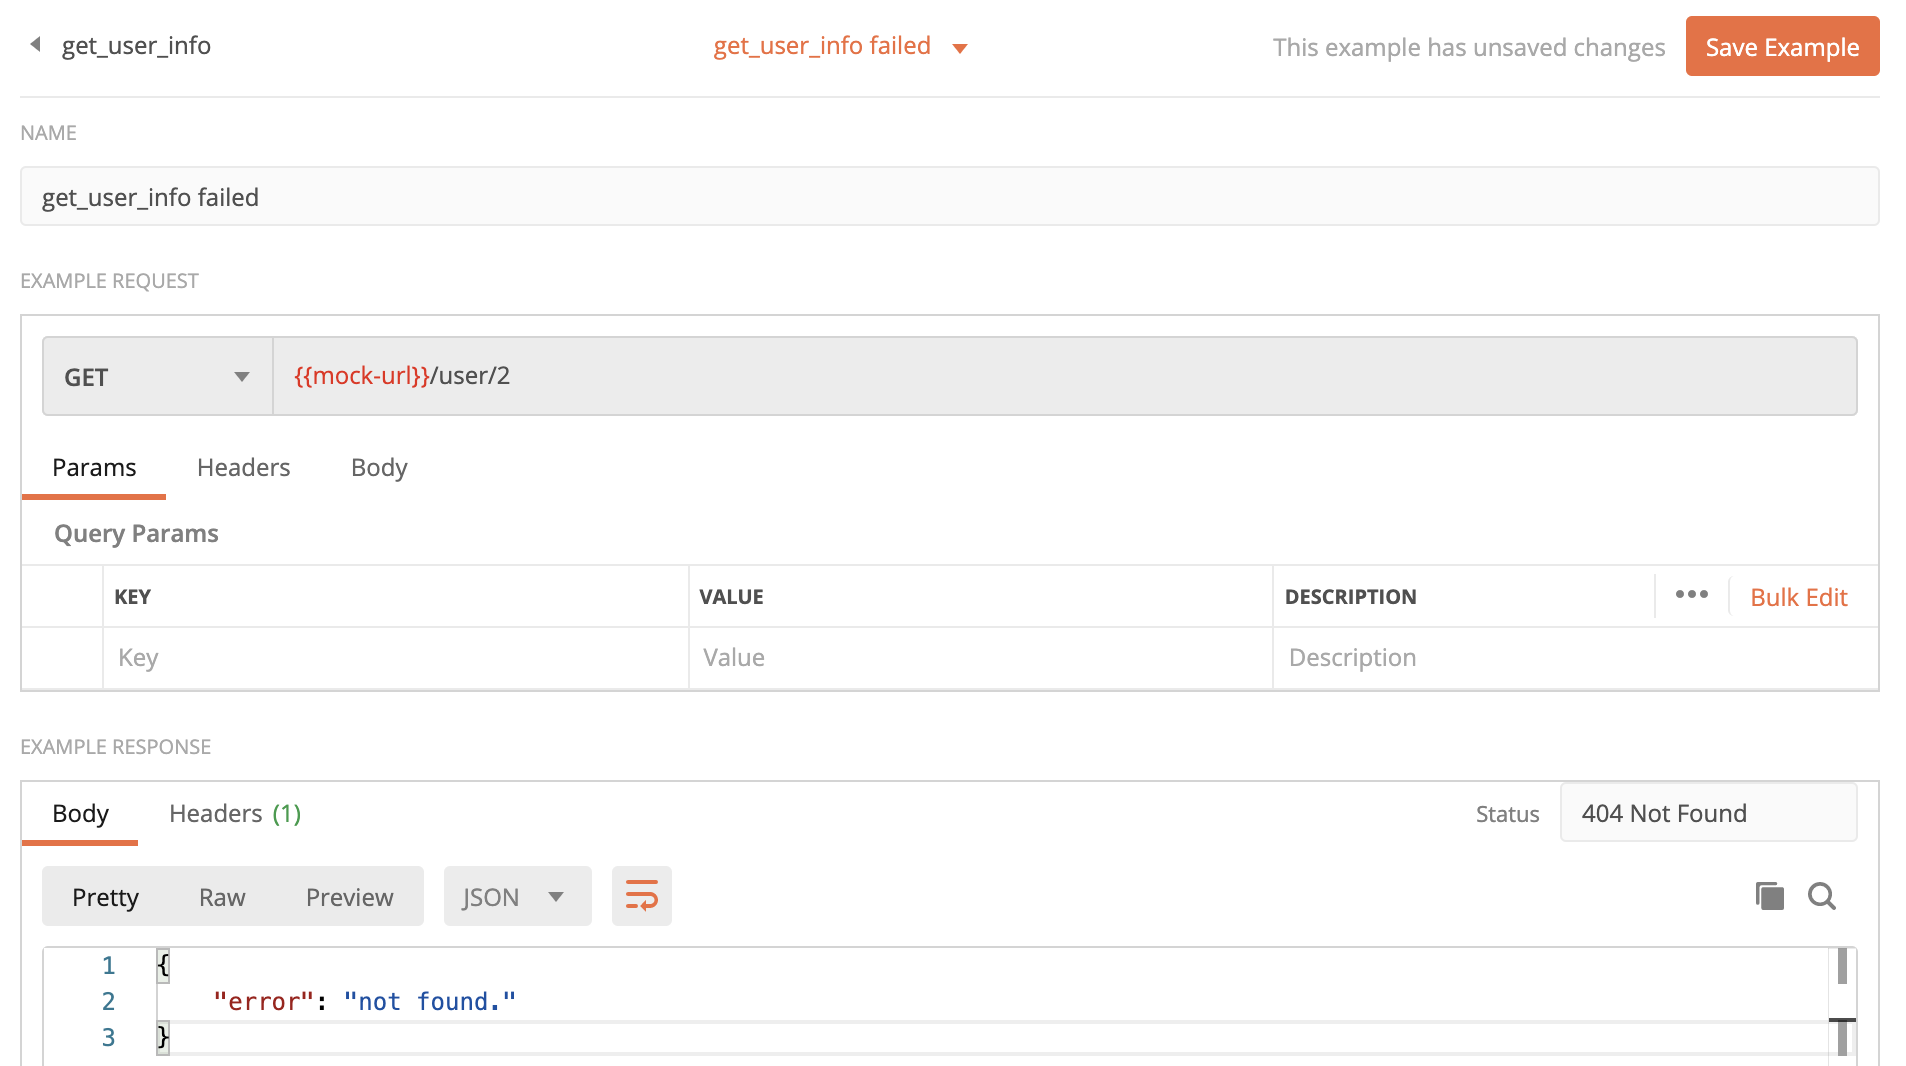 get_user_info
get_user_info failed
This example has unsaved changes
Save Example
NAME
get_user_info failed
EXAMPLE REQUEST
GET
{{mock-url}}/user/2
Params Headers Body
Query Params
KEY VALUE DESCRIPTION ••• Bulk Edit
Key Value Description
EXAMPLE RESPONSE
Body Headers (1) Status 404 Not Found
Pretty Raw Preview JSON
1 {
2 "error": "not found."
3 }